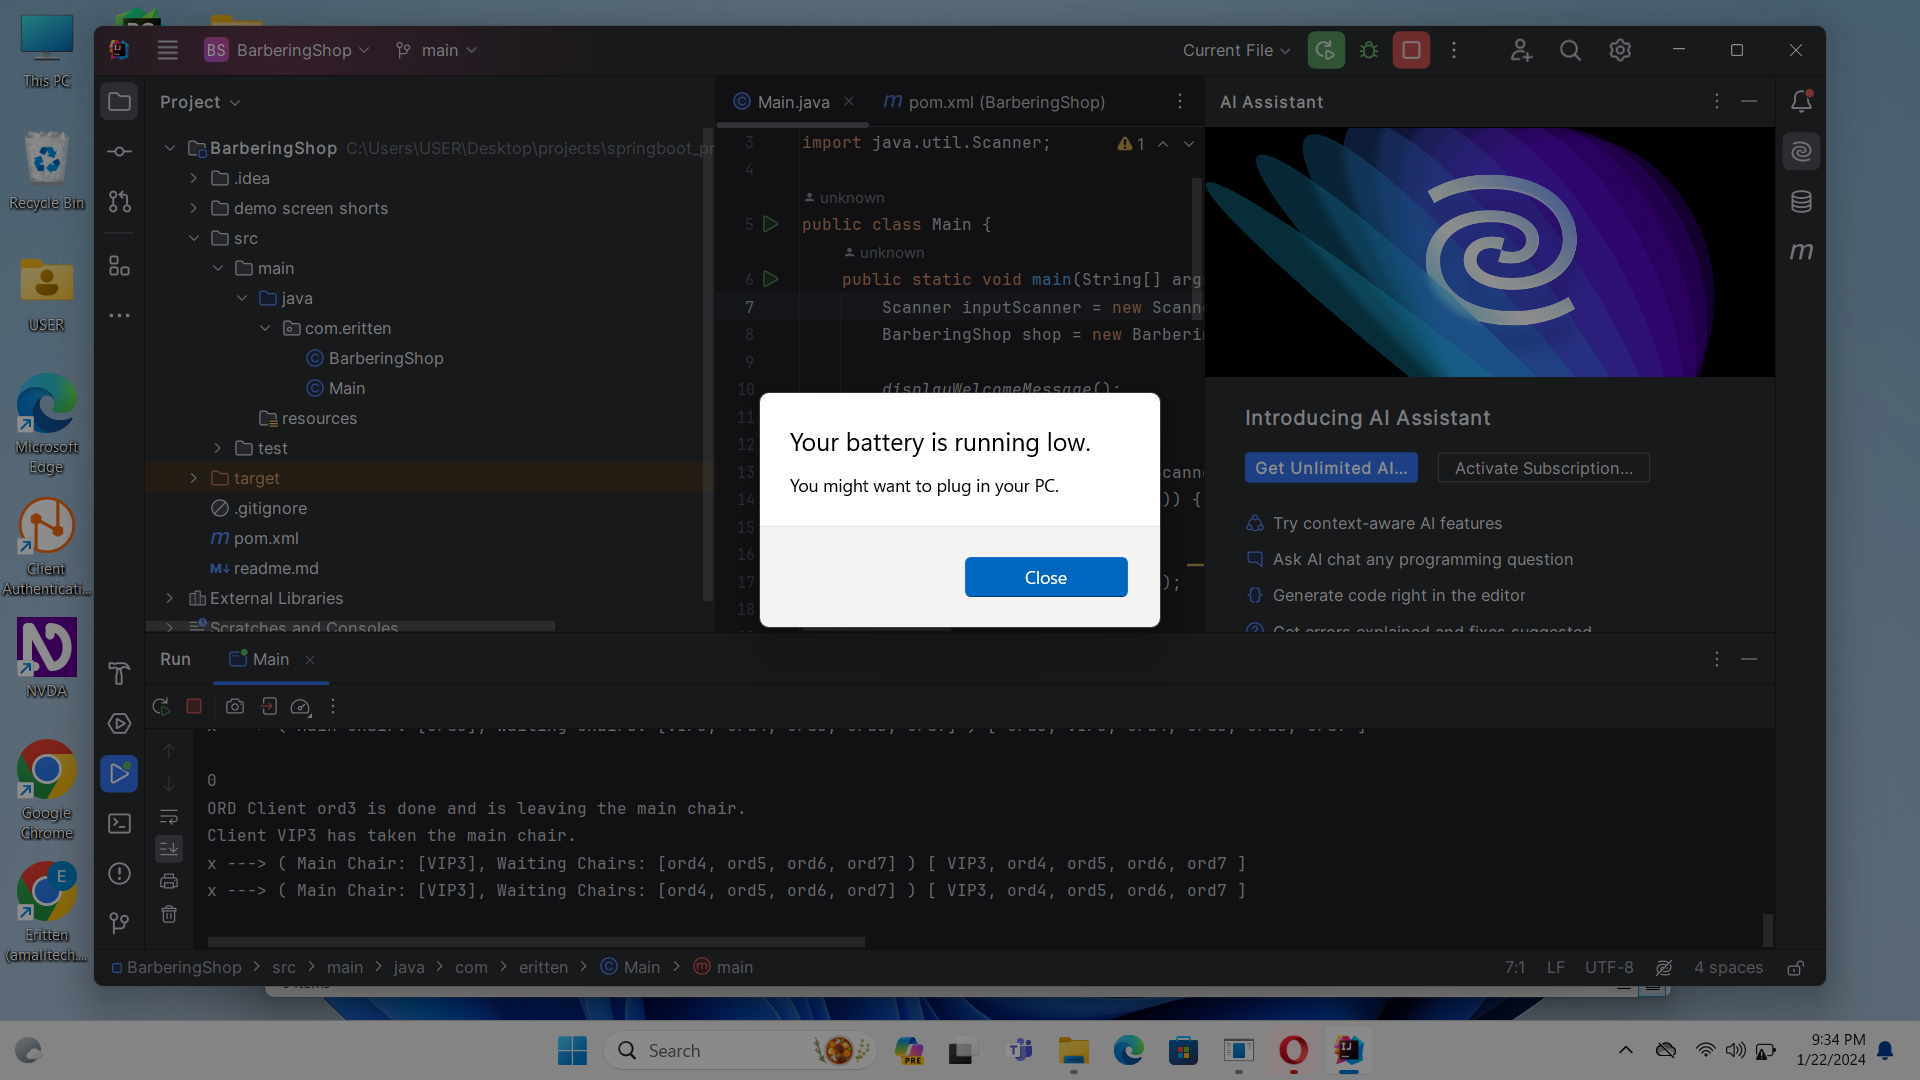 This PC
Recycle Bin
USER
Microsoft
Edge
Client
Authenticati...
NVDA
Google
Chrome
E
Eritten
(amalitech....
BS BarberingShop
main
Current File
Project
BarberingShop C:\Users\USER\Desktop\projects\springboot_pr
.idea
demo screen shorts
src
main
java
com.eritten
BarberingShop
Main
resources
test
target
.gitignore
pom.xml
readme.md
External Libraries
Scratches and Consoles
Main.java
pom.xml (BarberingShop)
3 import java.util.Scanner;
1
4
unknown
5 public class Main {
unknown
6 public static void main(String[] arg
7 Scanner inputScanner = new Scann
8 BarberingShop shop = new Barberi
9
10 displayWelcomeMessage();
11
12
13 canne
14 )) {
15
16
17 );
18
Your battery is running low.
You might want to plug in your PC.
Close
AI Assistant
Introducing AI Assistant
Get Unlimited AI...
Activate Subscription...
Try context-aware AI features
Ask AI chat any programming question
Generate code right in the editor
Get errors explained and fixes suggested
Run
Main
0
ORD Client ord3 is done and is leaving the main chair.
Client VIP3 has taken the main chair.
x ---> ( Main Chair: [VIP3], Waiting Chairs: [ord4, ord5, ord6, ord7] ) [ VIP3, ord4, ord5, ord6, ord7 ]
x ---> ( Main Chair: [VIP3], Waiting Chairs: [ord4, ord5, ord6, ord7] ) [ VIP3, ord4, ord5, ord6, ord7 ]
BarberingShop > src > main > java > com > eritten > Main > main
7:1 LF UTF-8 4 spaces
Search
PRE
9:34 PM
1/22/2024